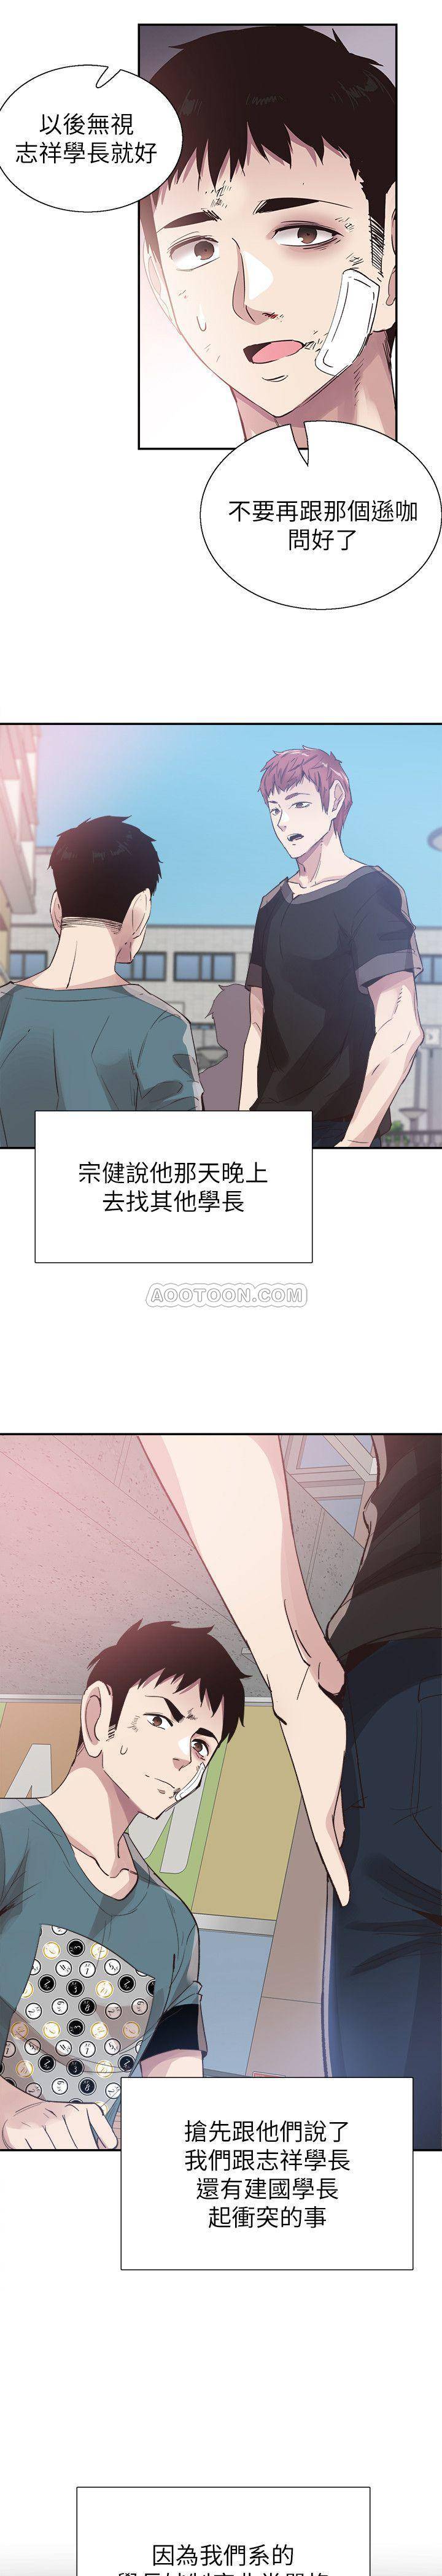 以後無視
志祥學長就好
不要再跟那個遜咖
問好了
宗健說他那天晚上
去找其他學長
AOOTOON.COM
搶先跟他們說了
我們跟志祥學長
還有建國學長
起衝突的事
因為我們系的